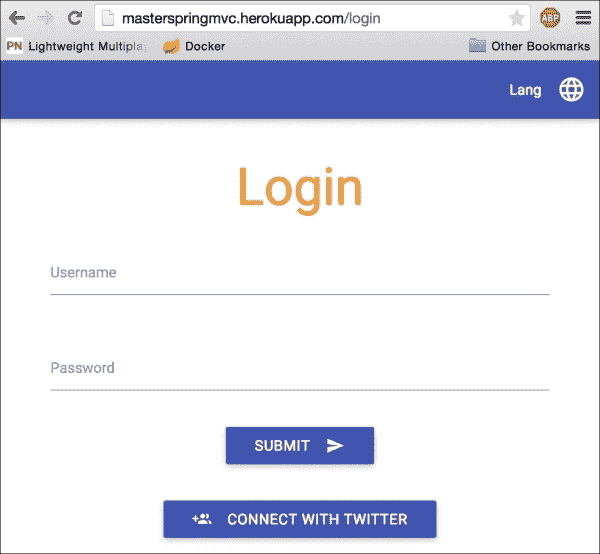 masterspringmvc.herokuapp.com/login
ABP
PN Lightweight Multipla Docker Other Bookmarks
Lang
Login
Username
Password
SUBMIT
CONNECT WITH TWITTER